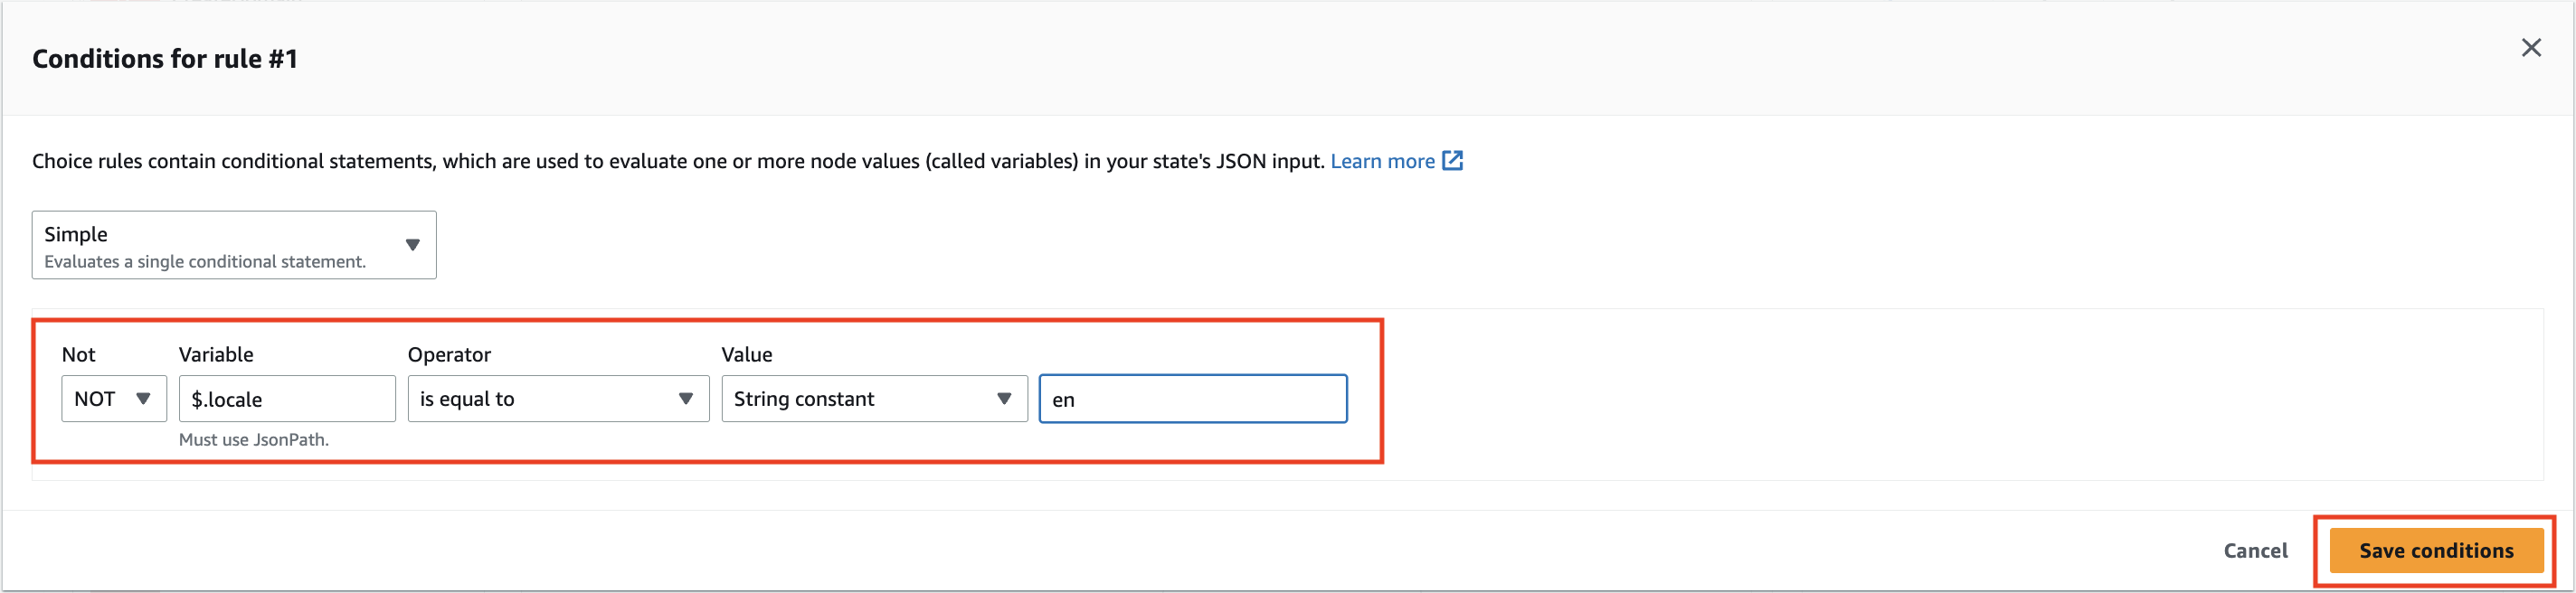 Conditions for rule #1
Choice rules contain conditional statements, which are used to evaluate one or more node values (called variables) in your state's JSON input. Learn more
Simple
Evaluates a single conditional statement.
Not Variable Operator Value
NOT $.locale is equal to String constant en
Must use JsonPath.
Cancel Save conditions